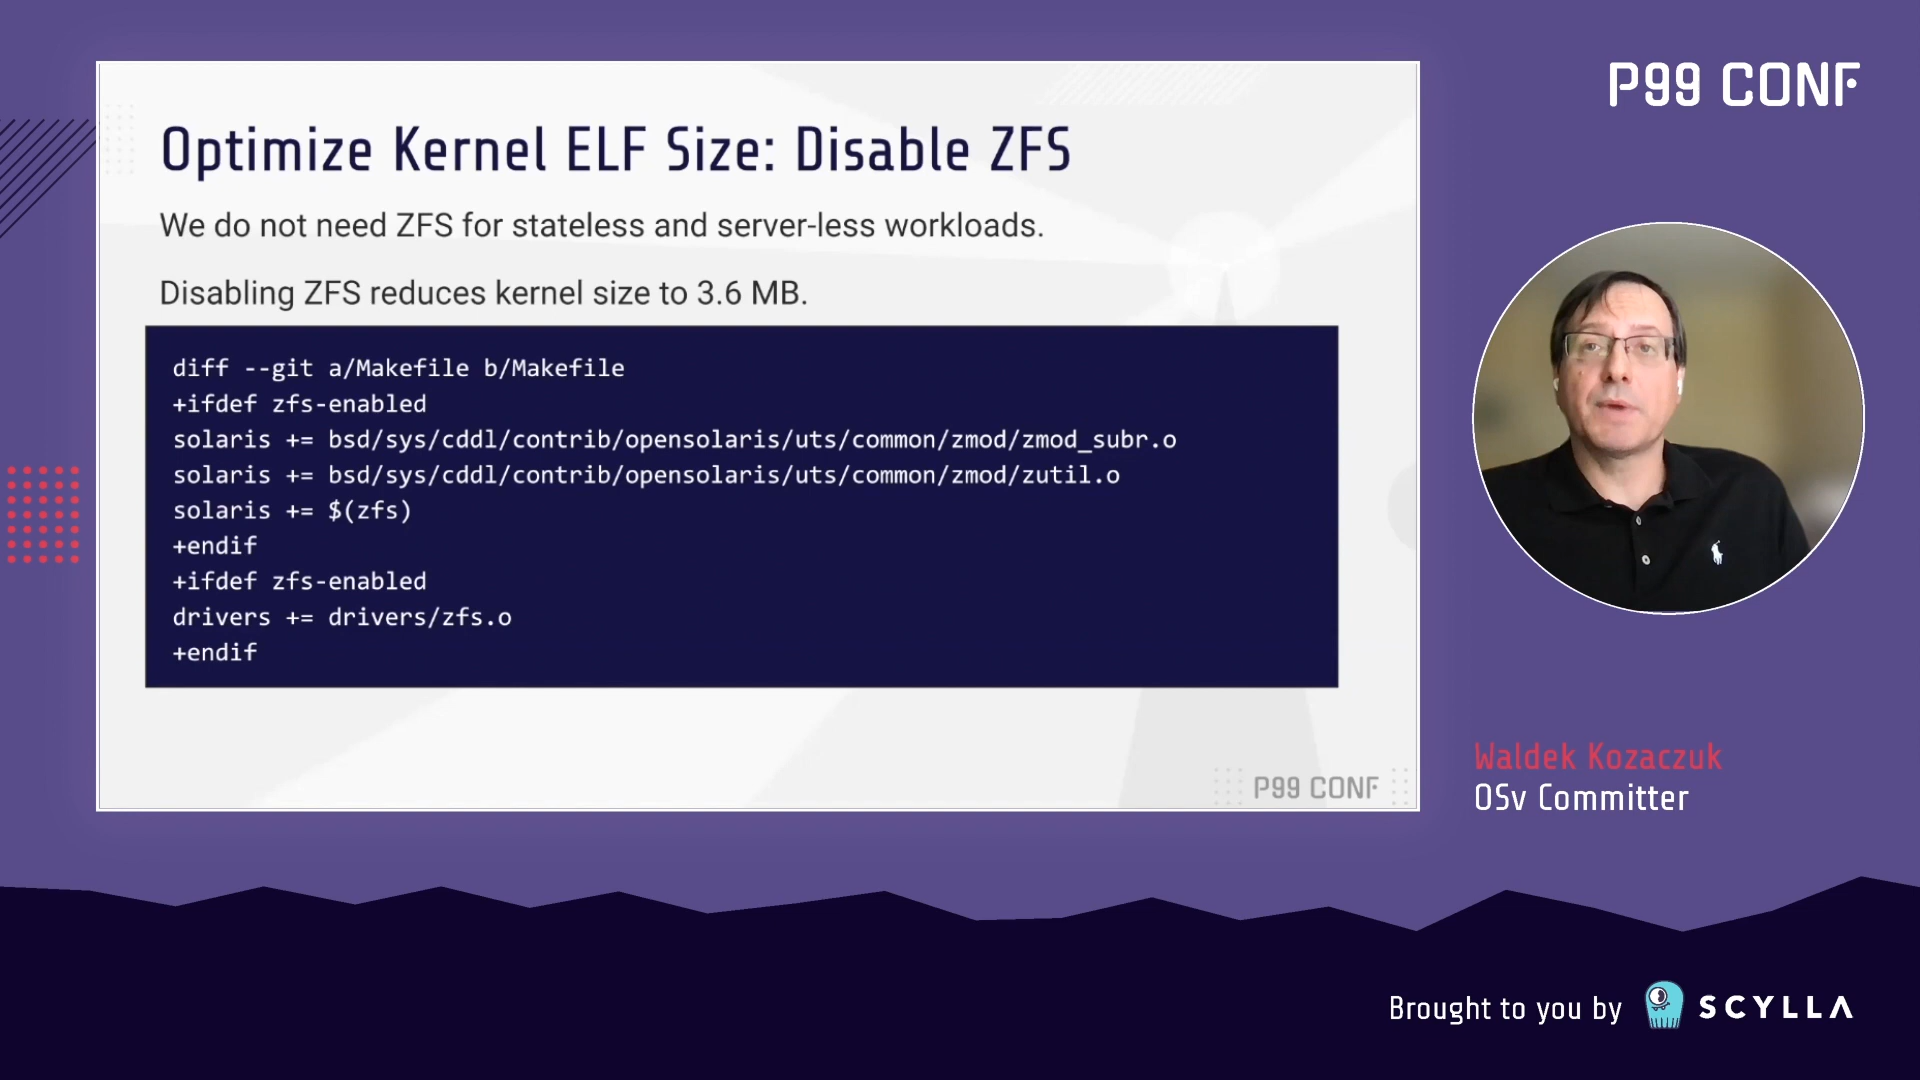 P99 CONF
Optimize Kernel ELF Size: Disable ZFS
We do not need ZFS for stateless and server-less workloads.
Disabling ZFS reduces kernel size to 3.6 MB.
diff --git a/Makefile b/Makefile
+ifdef zfs-enabled
solaris += bsd/sys/cddl/contrib/opensolaris/uts/common/zmod/zmod_subr.o
solaris += bsd/sys/cddl/contrib/opensolaris/uts/common/zmod/zutil.o
solaris += $(zfs)
+endif
+ifdef zfs-enabled
drivers += drivers/zfs.o
+endif
P99 CONF
Waldek Kozaczuk
OSv Committer
Brought to you by SCYLLA